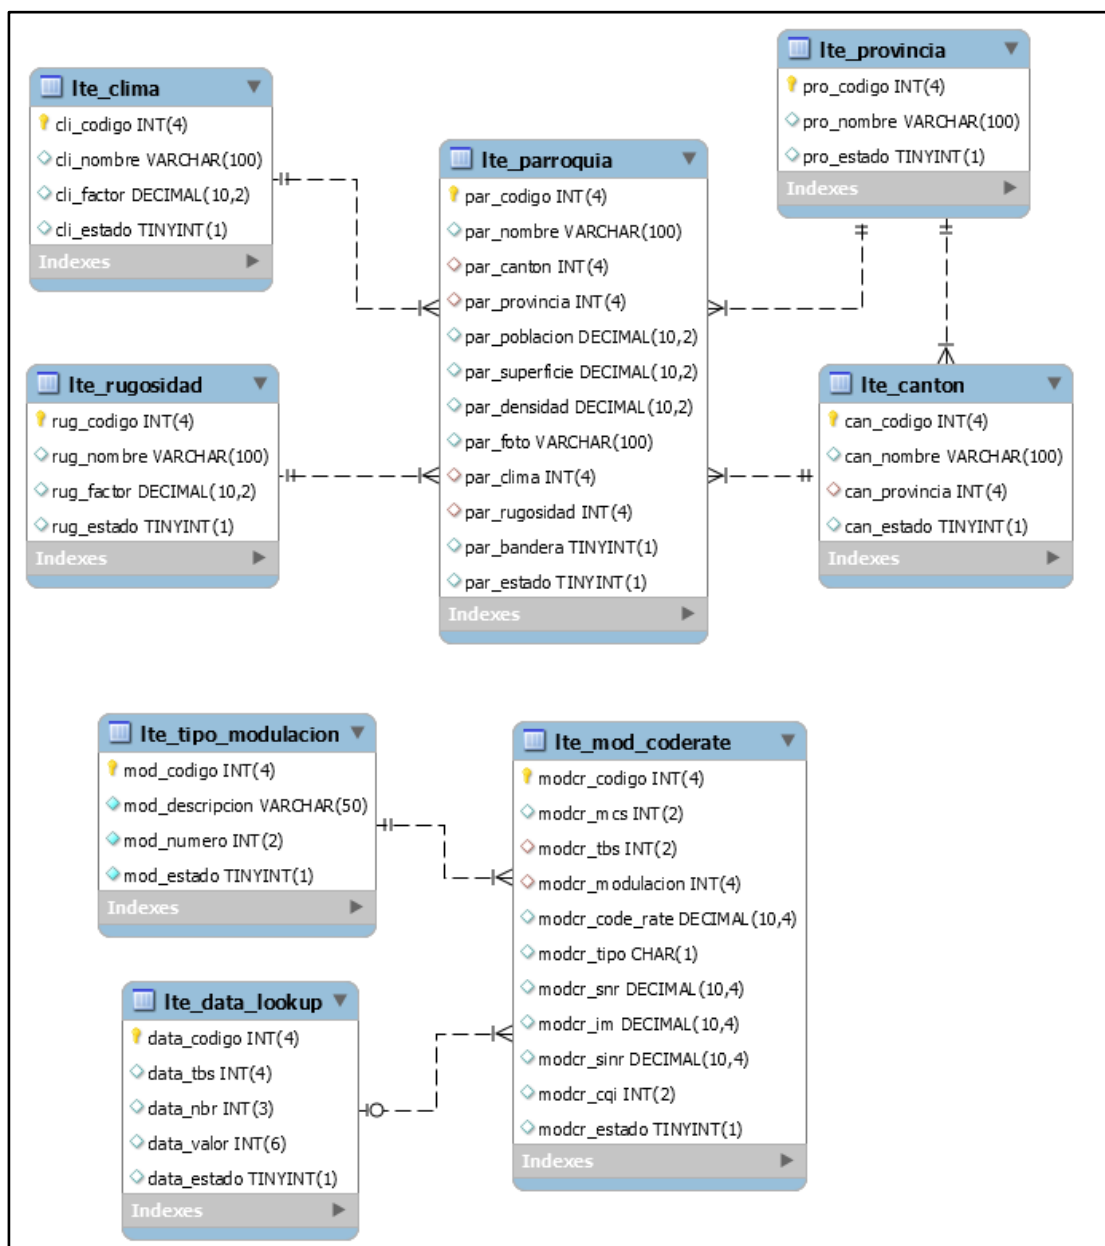 lte_clima
cli_codigo INT(4)
cli_nombre VARCHAR(100)
cli_factor DECIMAL(10,2)
cli_estado TINYINT(1)
Indexes
lte_rugosidad
rug_codigo INT(4)
rug_nombre VARCHAR(100)
rug_factor DECIMAL(10,2)
rug_estado TINYINT(1)
Indexes
lte_parroquia
par_codigo INT(4)
par_nombre VARCHAR(100)
par_canton INT(4)
par_provincia INT(4)
par_poblacion DECIMAL(10,2)
par_superficie DECIMAL(10,2)
par_densidad DECIMAL(10,2)
par_foto VARCHAR(100)
par_clima INT(4)
par_rugosidad INT(4)
par_bandera TINYINT(1)
par_estado TINYINT(1)
Indexes
lte_provincia
pro_codigo INT(4)
pro_nombre VARCHAR(100)
pro_estado TINYINT(1)
Indexes
lte_canton
can_codigo INT(4)
can_nombre VARCHAR(100)
can_provincia INT(4)
can_estado TINYINT(1)
Indexes
lte_tipo_modulacion
mod_codigo INT(4)
mod_descripcion VARCHAR(50)
mod_numero INT(2)
mod_estado TINYINT(1)
Indexes
lte_data_lookup
data_codigo INT(4)
data_tbs INT(4)
data_nbr INT(3)
data_valor INT(6)
data_estado TINYINT(1)
Indexes
lte_mod_coderate
modcr_codigo INT(4)
modcr_mcs INT(2)
modcr_tbs INT(2)
modcr_modulacion INT(4)
modcr_code_rate DECIMAL(10,4)
modcr_tipo CHAR(1)
modcr_snr DECIMAL(10,4)
modcr_im DECIMAL(10,4)
modcr_sinr DECIMAL(10,4)
modcr_cqi INT(2)
modcr_estado TINYINT(1)
Indexes